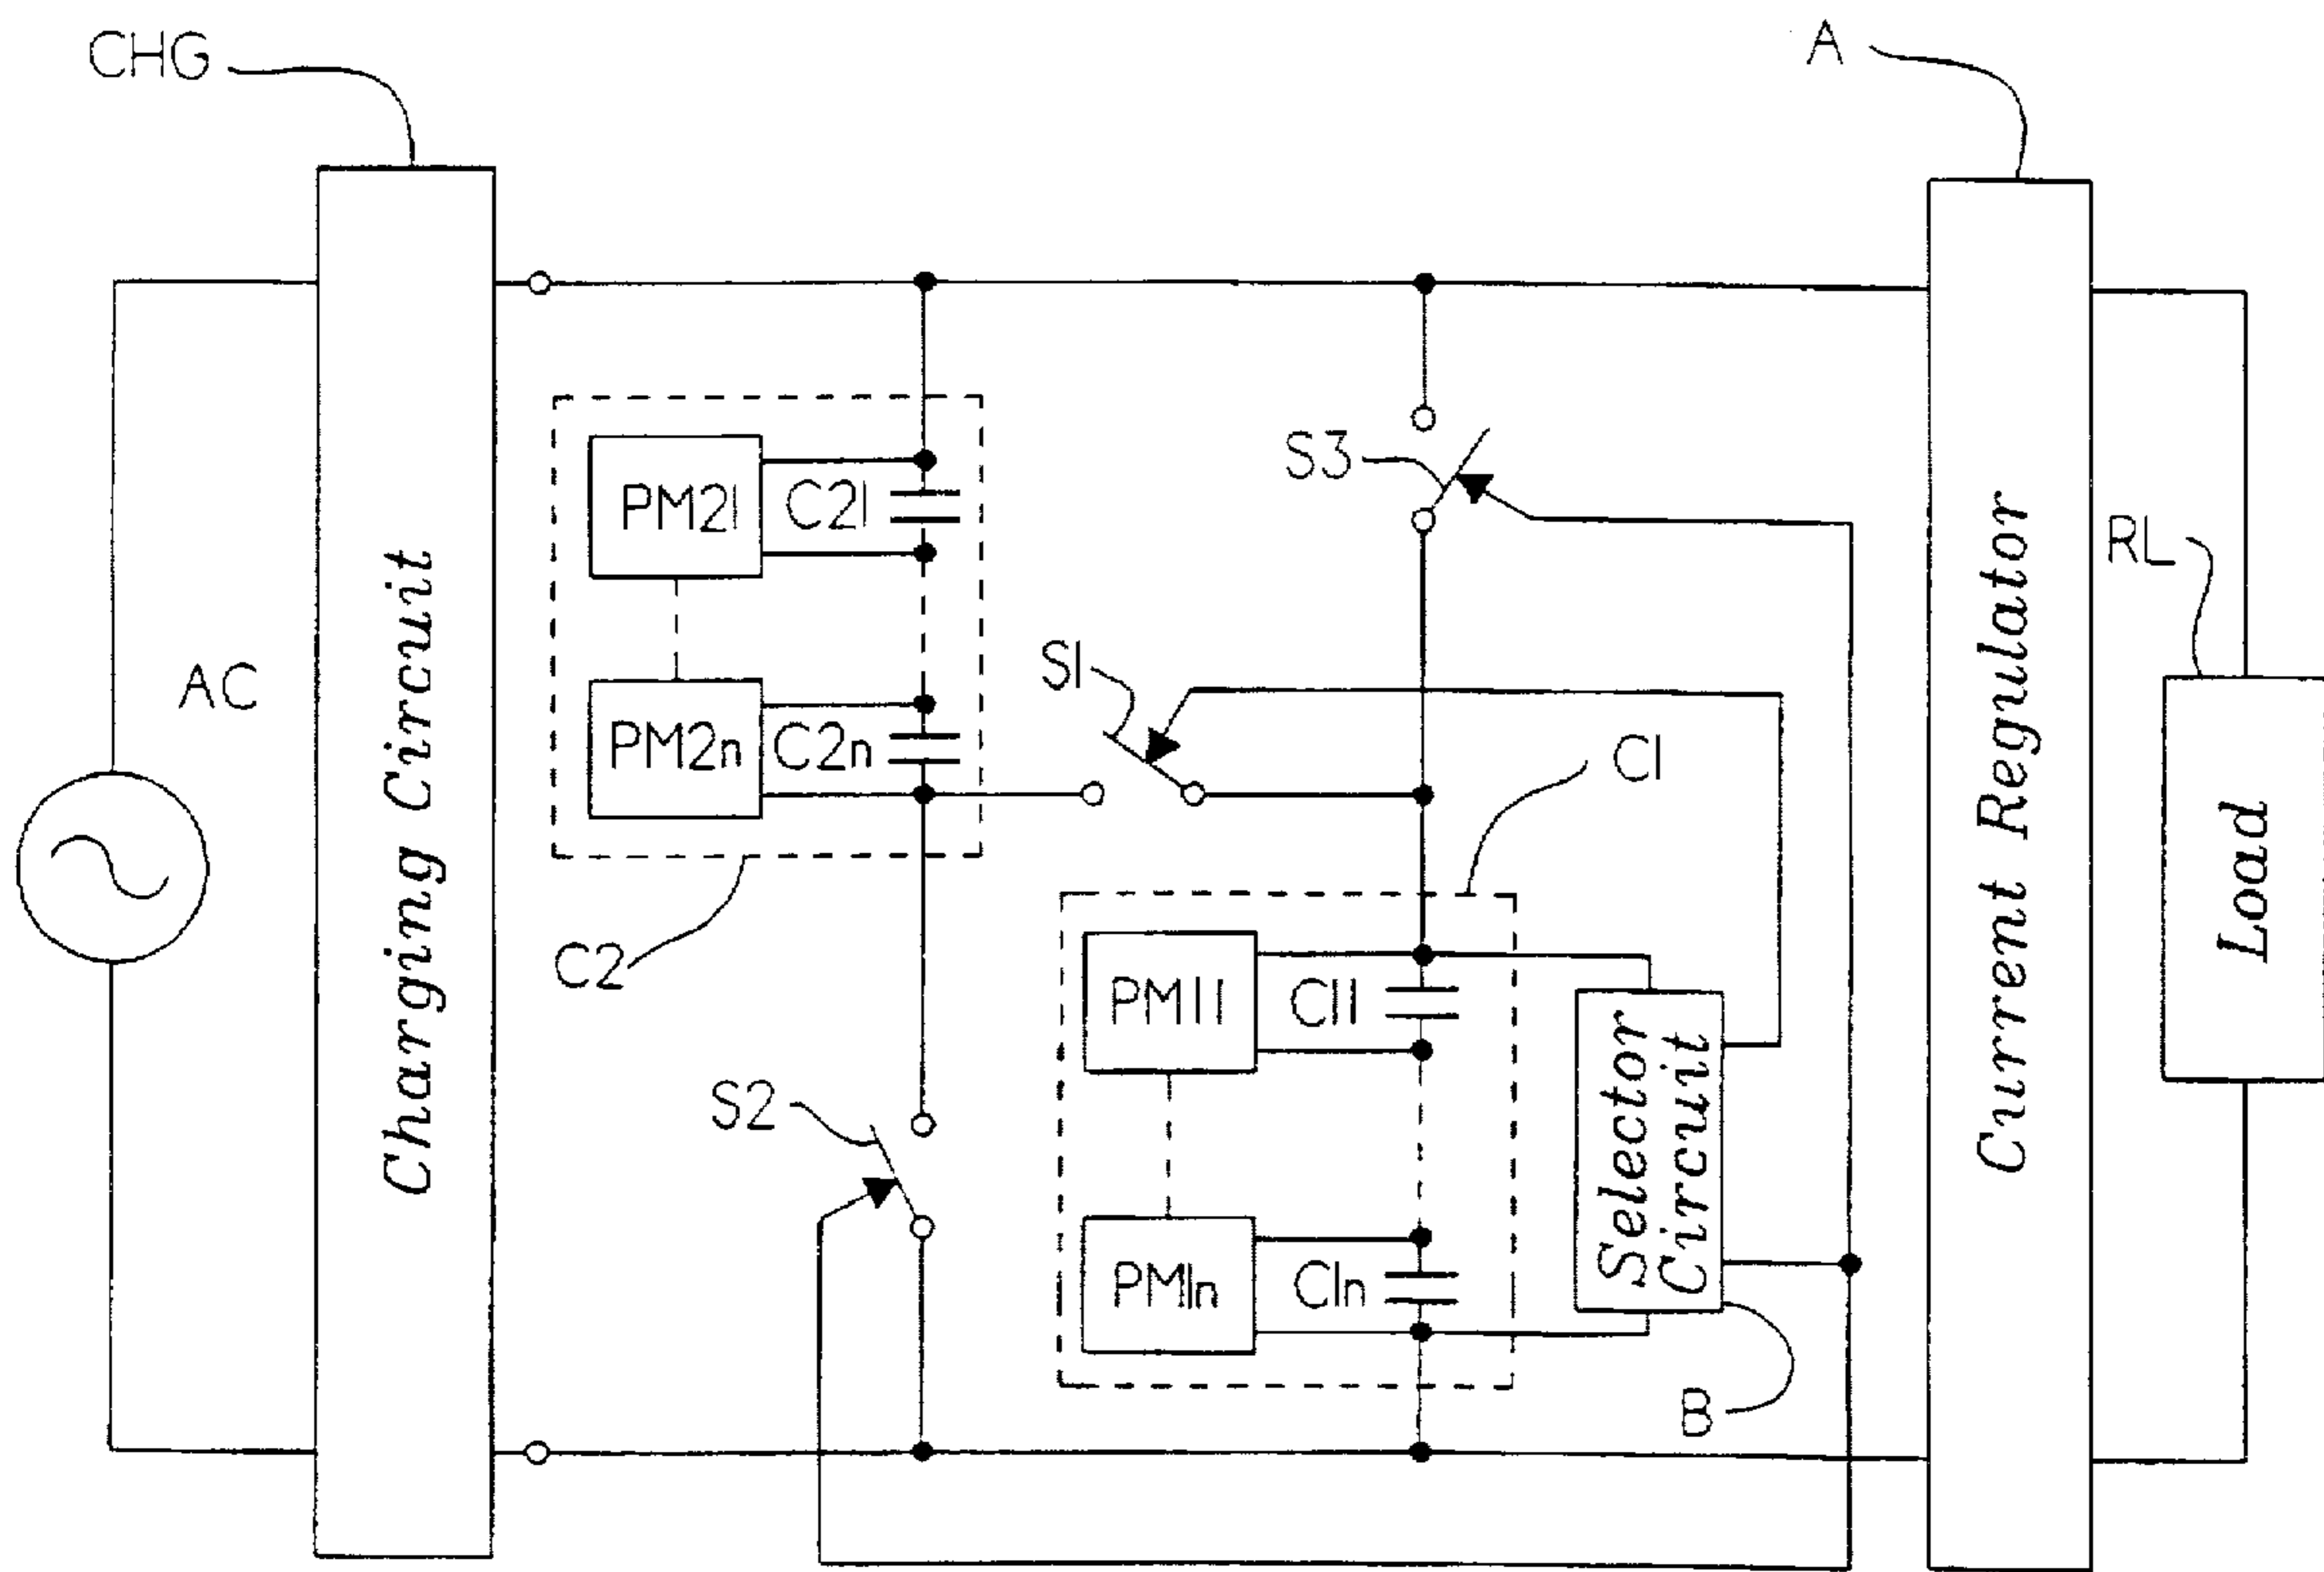 CHG
A
S3
PM21
C21
RL
AC
Charging Circuit
S1
PM2n
C2n
C1
Current Regulator
Load
C2
PM11
C11
Selector
Circuit
S2
PM1n
C1n
B